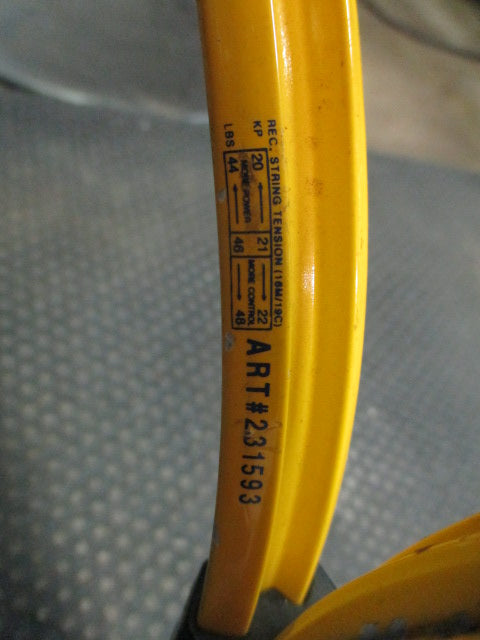 REC. STRING TENSION (16M/19C)
KP 20 21 22
MORE POWER MORE CONTROL
LBS 44 46 48
ART#231593